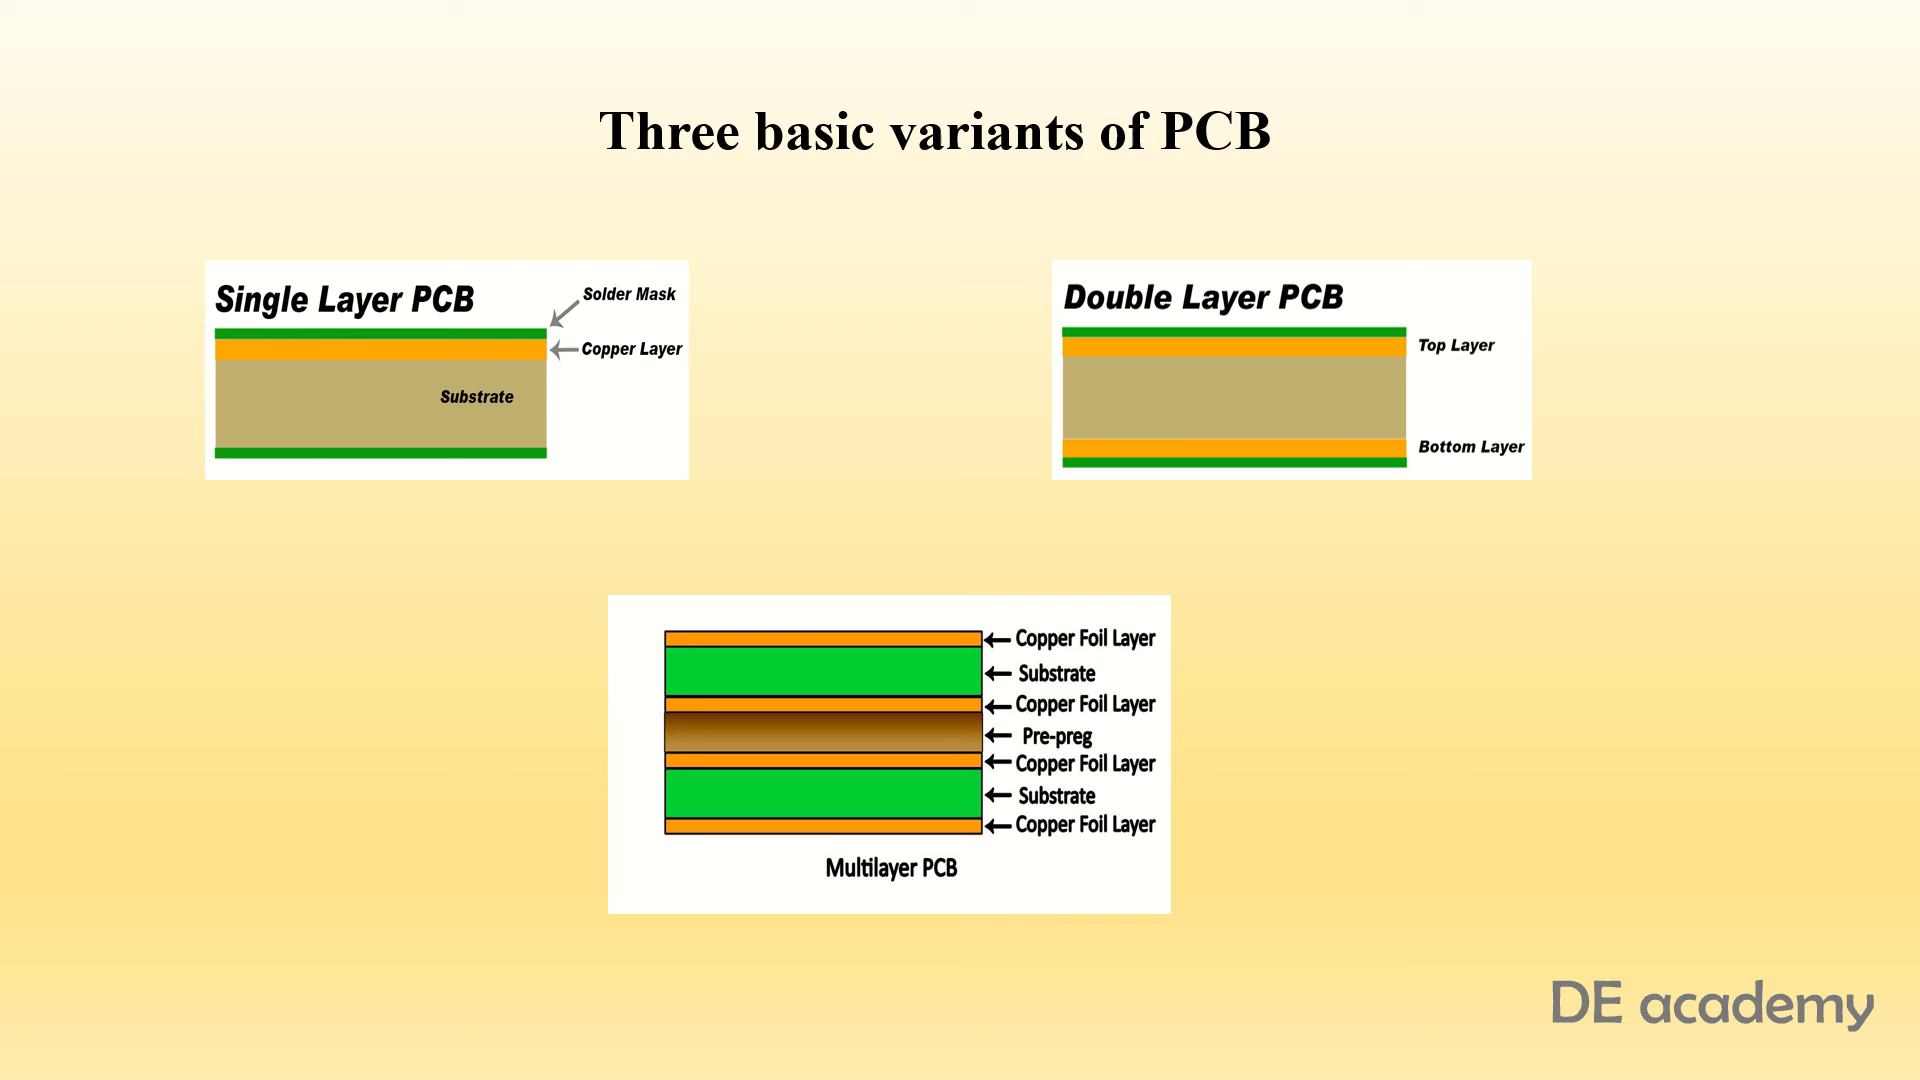 Three basic variants of PCB
Single Layer PCB
Solder Mask
Copper Layer
Substrate
Double Layer PCB
Top Layer
Bottom Layer
Copper Foil Layer
Substrate
Copper Foil Layer
Pre-preg
Copper Foil Layer
Substrate
Copper Foil Layer
Multilayer PCB
DE academy